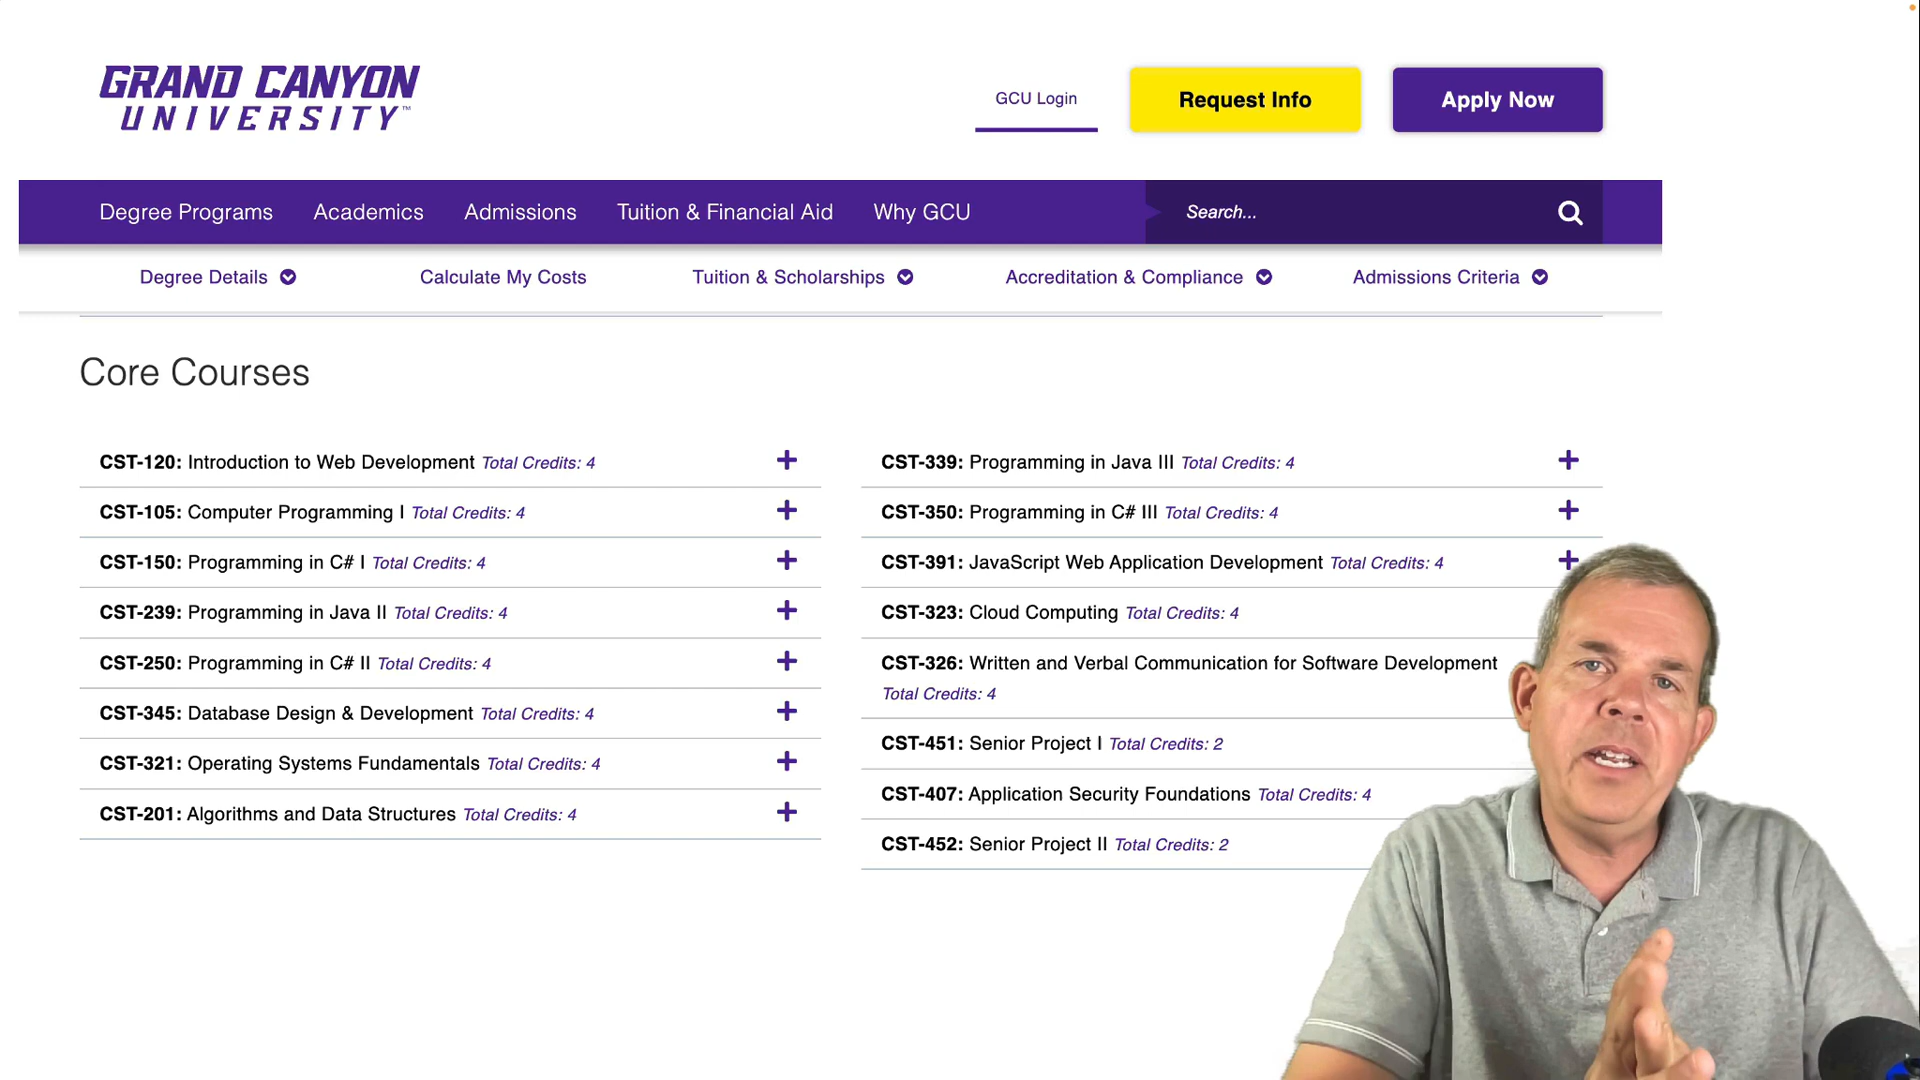 GRAND CANYON
UNIVERSITY™
GCU Login
Request Info
Apply Now
Degree Programs
Academics
Admissions
Tuition & Financial Aid
Why GCU
Search...
Degree Details
Calculate My Costs
Tuition & Scholarships
Accreditation & Compliance
Admissions Criteria
Core Courses
CST-120: Introduction to Web Development Total Credits: 4
CST-105: Computer Programming I Total Credits: 4
CST-150: Programming in C# I Total Credits: 4
CST-239: Programming in Java II Total Credits: 4
CST-250: Programming in C# II Total Credits: 4
CST-345: Database Design & Development Total Credits: 4
CST-321: Operating Systems Fundamentals Total Credits: 4
CST-201: Algorithms and Data Structures Total Credits: 4
CST-339: Programming in Java III Total Credits: 4
CST-350: Programming in C# III Total Credits: 4
CST-391: JavaScript Web Application Development Total Credits: 4
CST-323: Cloud Computing Total Credits: 4
CST-326: Written and Verbal Communication for Software Development
Total Credits: 4
CST-451: Senior Project I Total Credits: 2
CST-407: Application Security Foundations Total Credits: 4
CST-452: Senior Project II Total Credits: 2